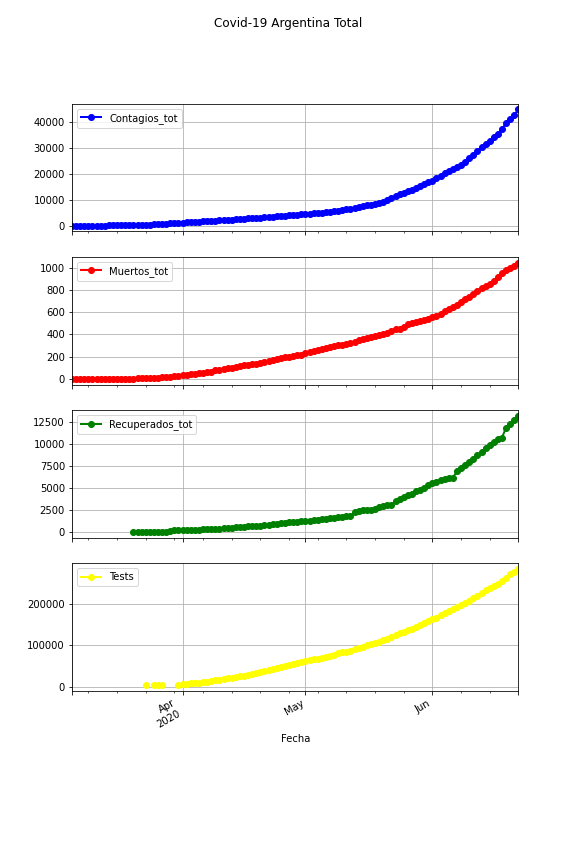 Covid-19 Argentina Total
Contagios_tot
40000
30000
20000
10000
0
Muertos_tot
1000
800
600
400
200
0
Recuperados_tot
12500
10000
7500
5000
2500
0
Tests
200000
100000
0
Apr
2020
May
Jun
Fecha